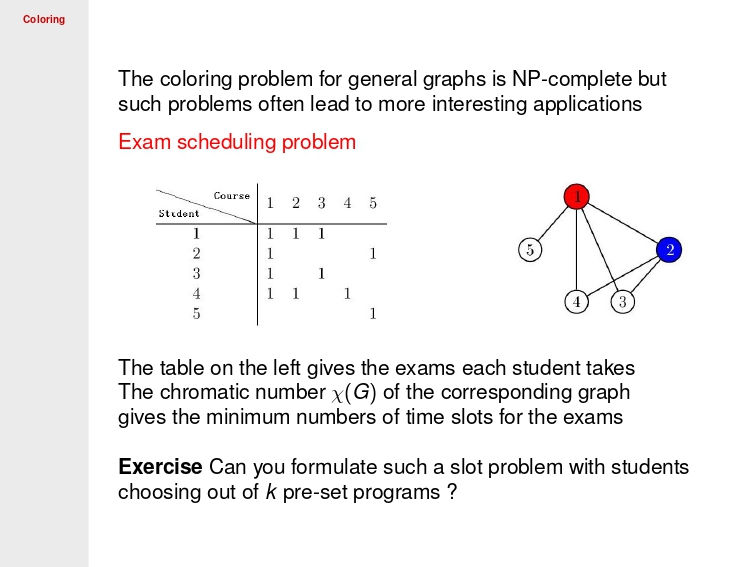 Coloring
The coloring problem for general graphs is NP-complete but
such problems often lead to more interesting applications
Exam scheduling problem
Course
Student
1 2 3 4 5
1 1 1 1
2 1 1
3 1 1
4 1 1 1
5 1
1
2
5
4
3
The table on the left gives the exams each student takes
The chromatic number χ(G) of the corresponding graph
gives the minimum numbers of time slots for the exams
Exercise Can you formulate such a slot problem with students
choosing out of k pre-set programs ?